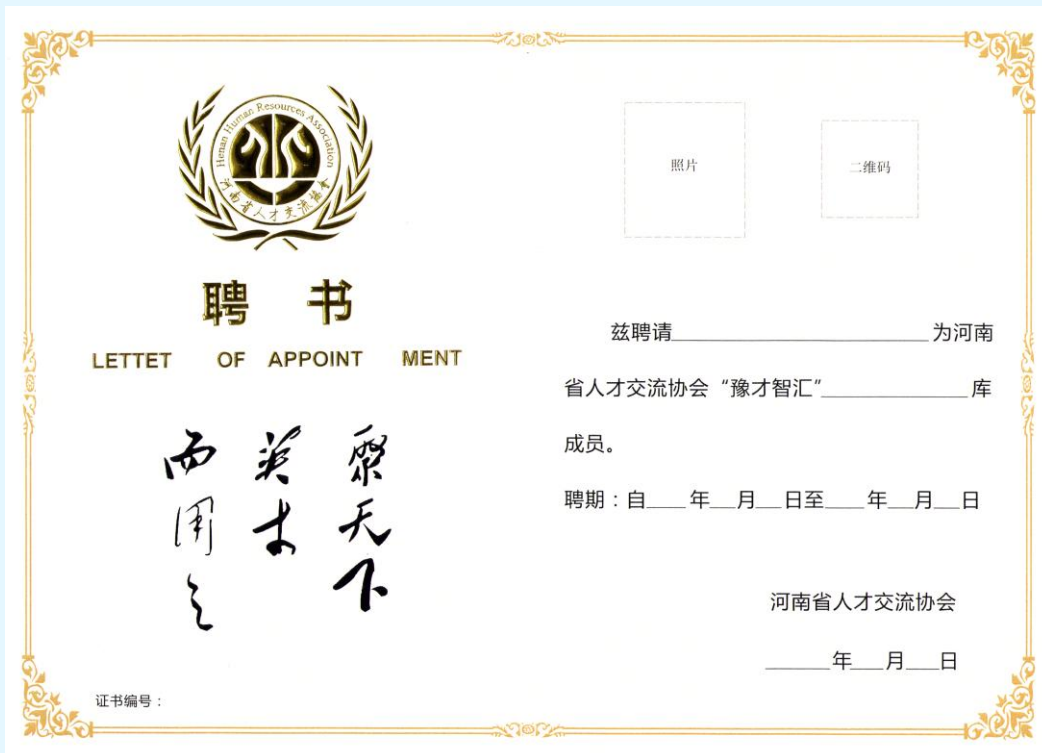 Henan Human Resources Association
河南省人才交流协会
聘 书
LETTET OF APPOINT MENT
聚天下
英才
而用之
证书编号：
照片
二维码
兹聘请____________________为河南
省人才交流协会“豫才智汇”____________库
成员。
聘期：自___年__月__日至___年__月__日
河南省人才交流协会
_____年__月__日